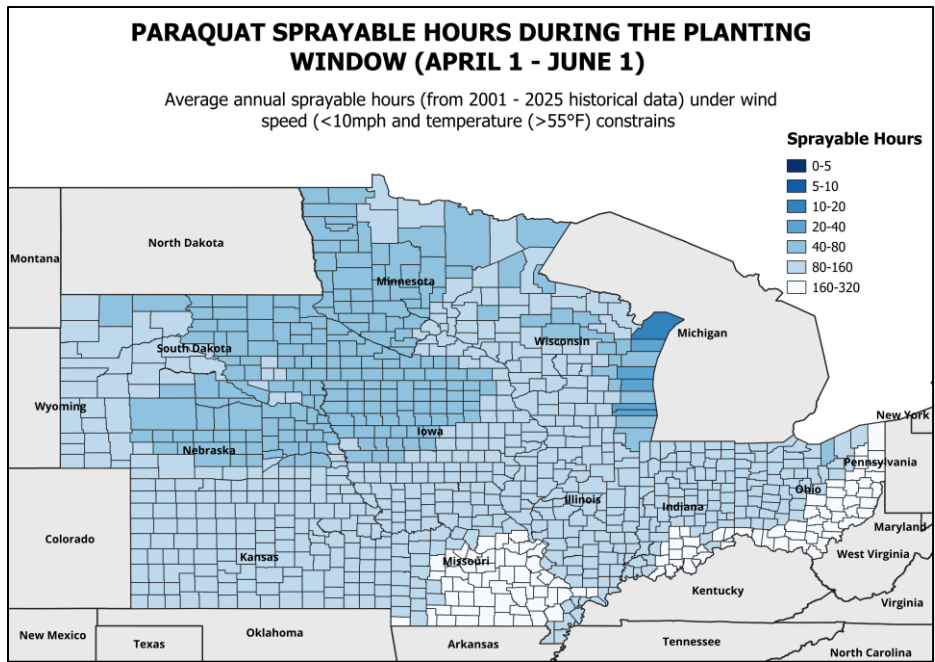 PARAQUAT SPRAYABLE HOURS DURING THE PLANTING
WINDOW (APRIL 1 - JUNE 1)
Average annual sprayable hours (from 2001 - 2025 historical data) under wind
speed (<10mph and temperature (>55°F) constrains
Sprayable Hours
0-5
5-10
10-20
20-40
40-80
80-160
160-320
North Dakota
Montana
Minnesota
Michigan
Wisconsin
South Dakota
Wyoming
New York
Iowa
Nebraska
Pennsylvania
Ohio
Illinois
Indiana
Maryland
Colorado
West Virginia
Kansas
Missouri
Kentucky
Virginia
Oklahoma
New Mexico
Texas
Arkansas
Tennessee
North Carolina